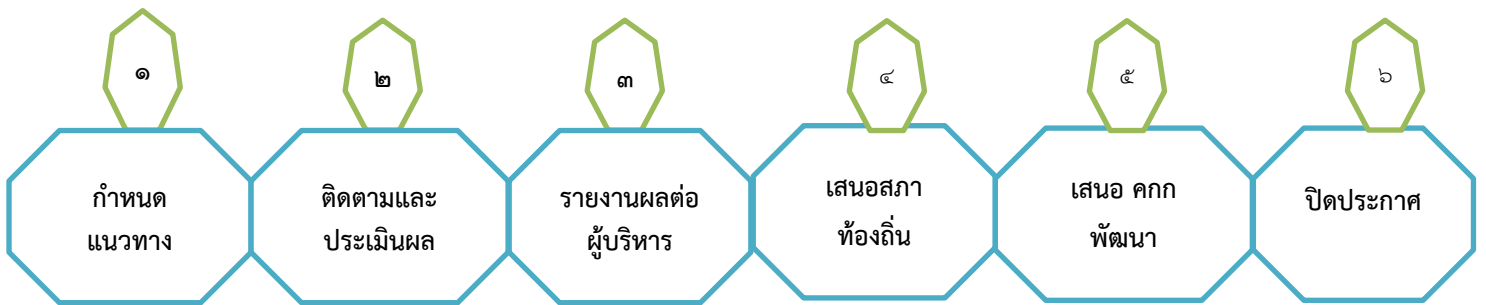 ๑
๒
๓
๔
๕
๖
กำหนด
แนวทาง
ติดตามและ
ประเมินผล
รายงานผลต่อ
ผู้บริหาร
เสนอสภา
ท้องถิ่น
เสนอ คกก
พัฒนา
ปิดประกาศ